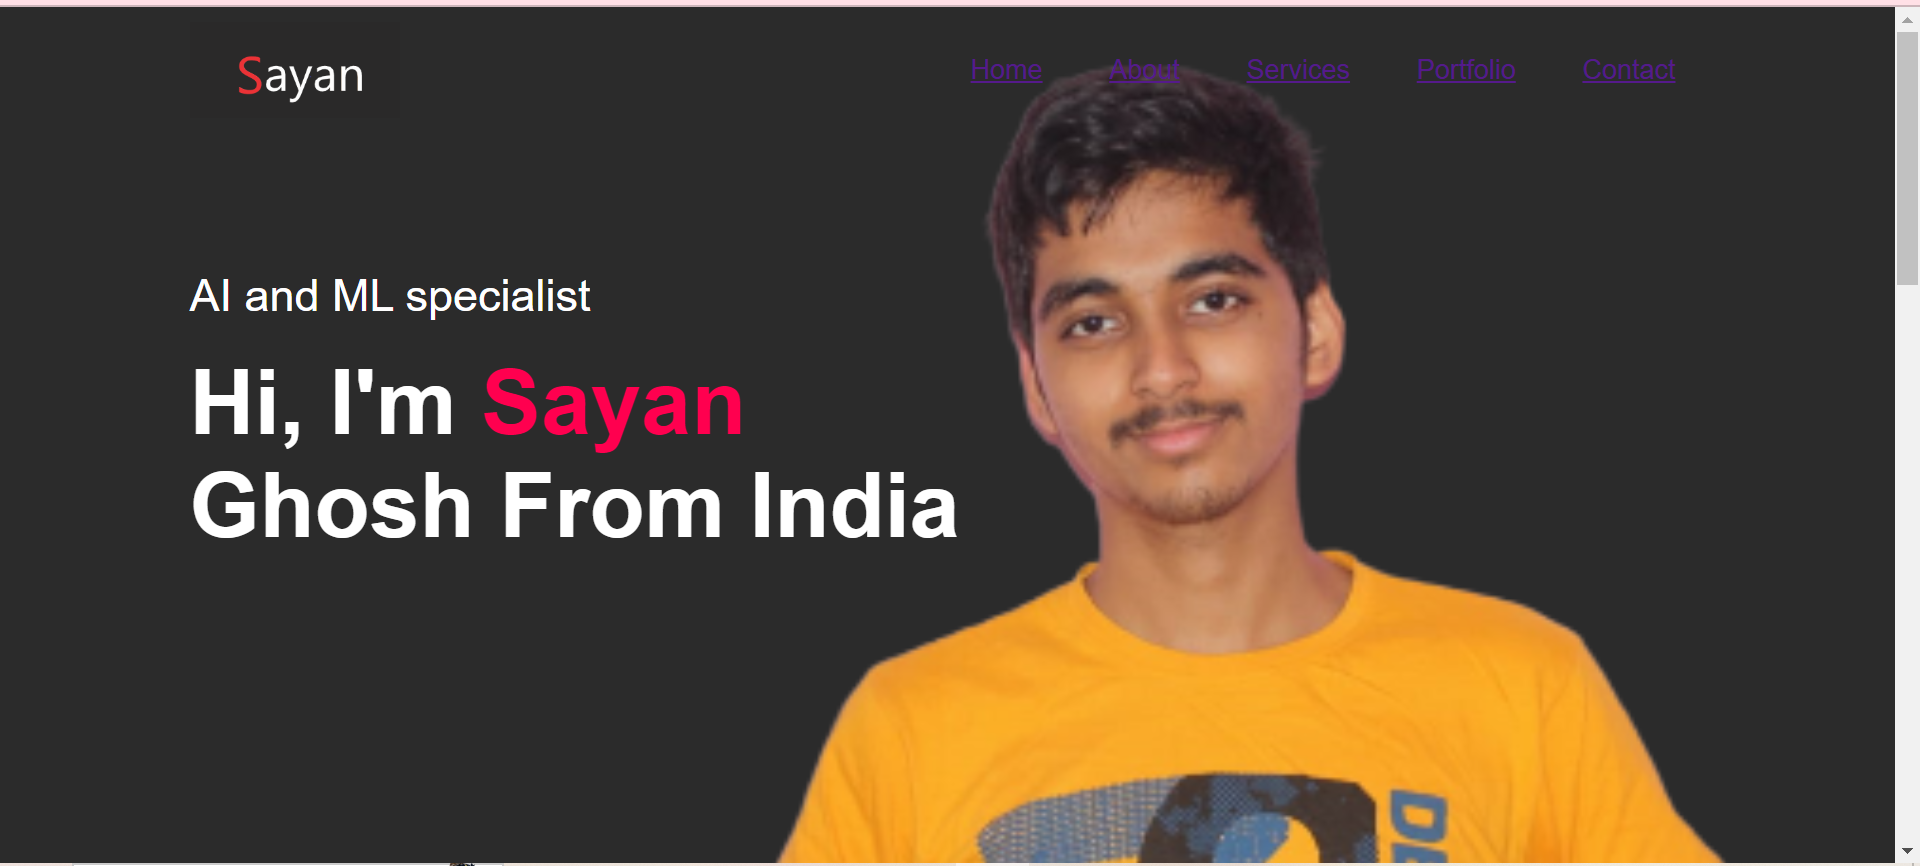 Sayan
Home About Services Portfolio Contact
AI and ML specialist
Hi, I'm Sayan
Ghosh From India